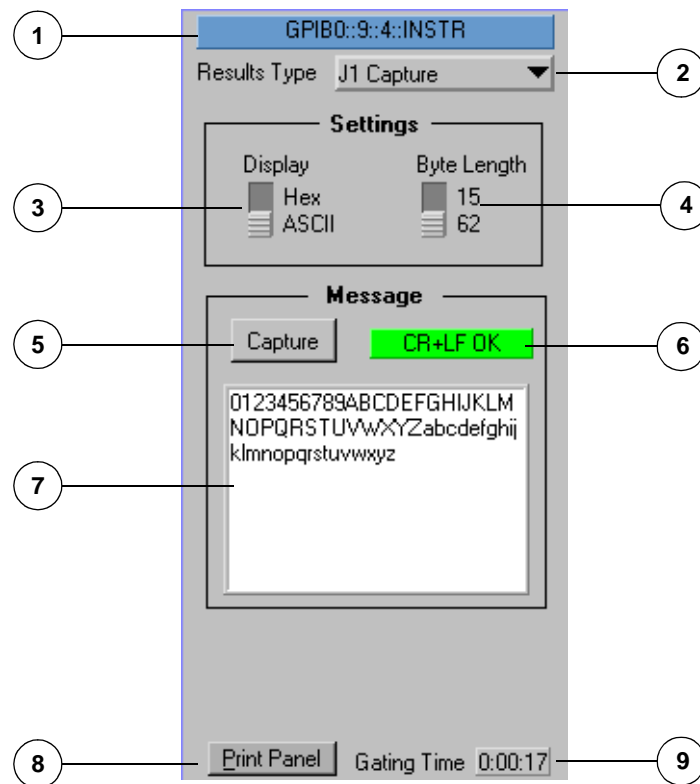 1
GPIB0::9::4::INSTR
Results Type J1 Capture
2
Settings
Display Byte Length
3
Hex 15
ASCII 62
4
Message
5
Capture CR+LF OK
6
0123456789ABCDEFGHIJKLM
NOPQRSTUVWXYZabcdefghij
klmnopqrstuvwxyz
7
8
Print Panel Gating Time 0:00:17
9